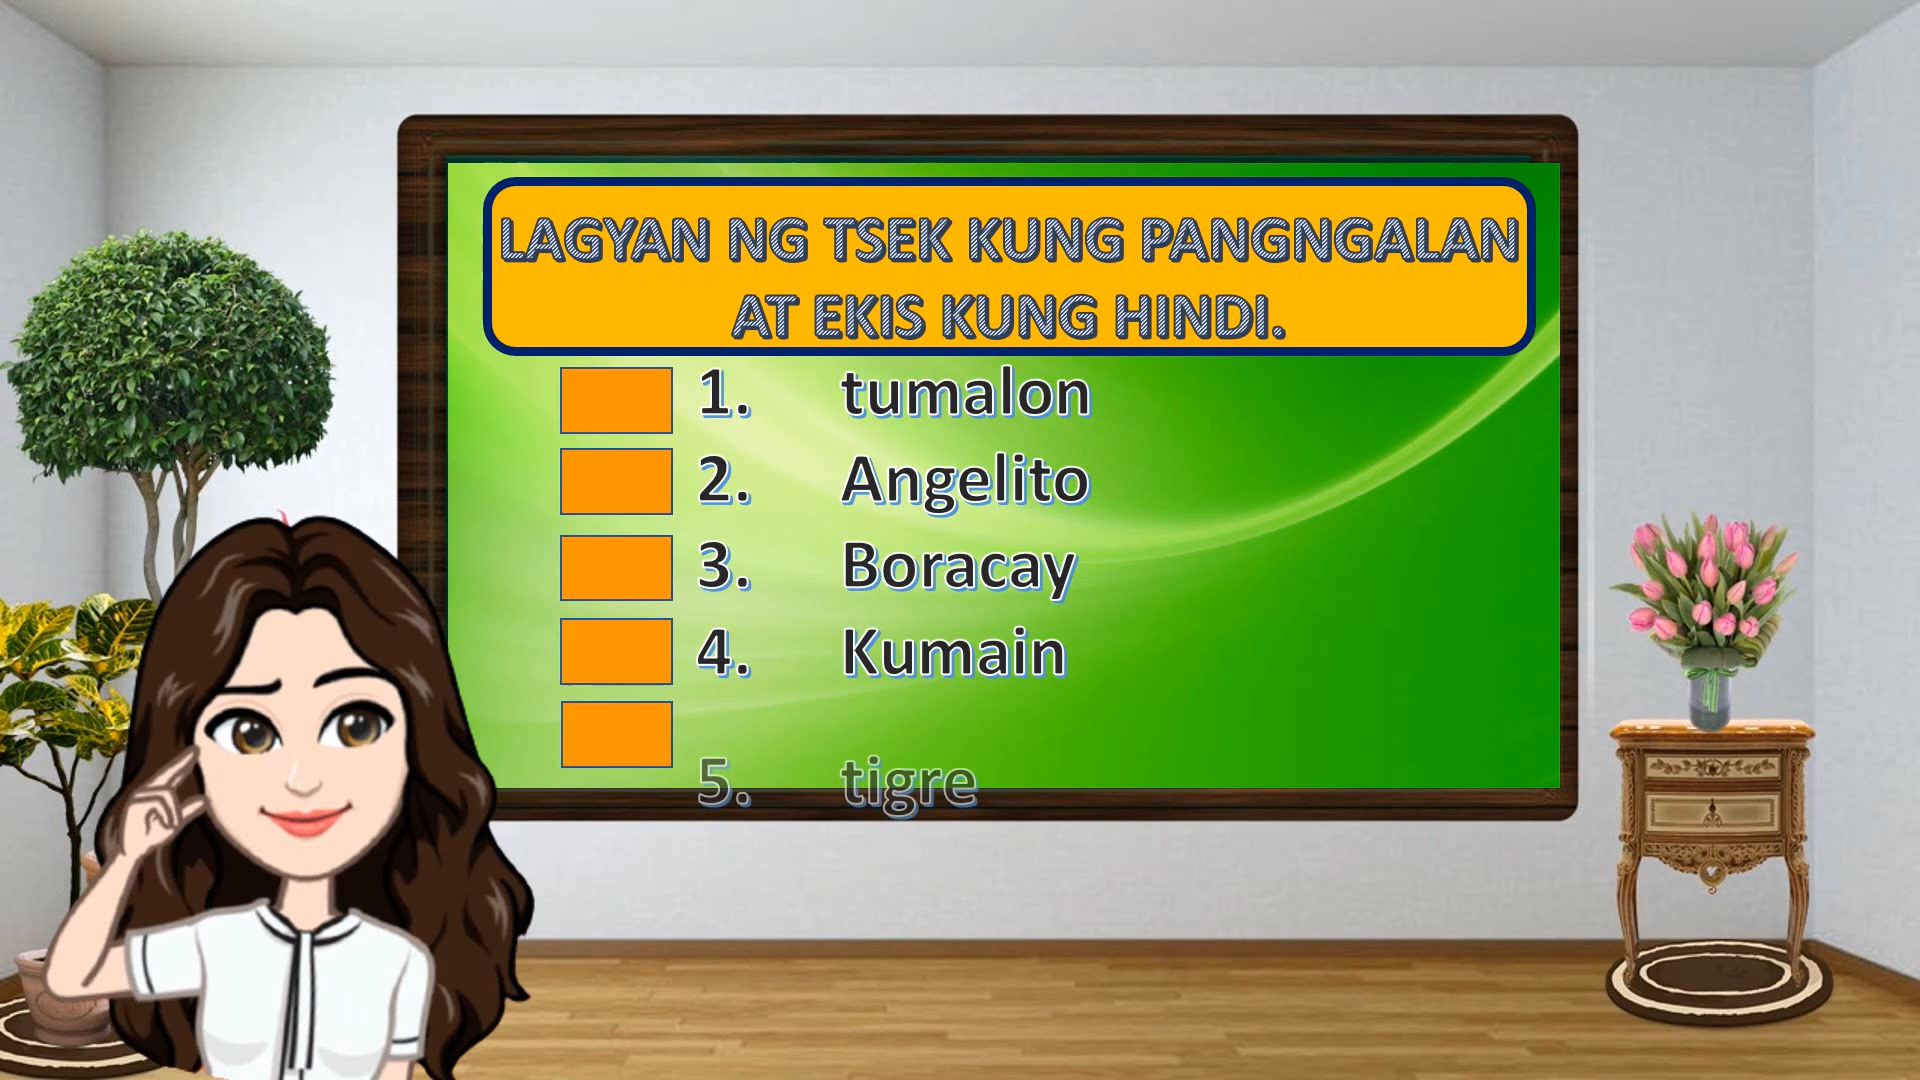 LAGYAN NG TSEK KUNG PANGNGALAN
AT EKIS KUNG HINDI.
1. tumalon
2. Angelito
3. Boracay
4. Kumain
5. tigre